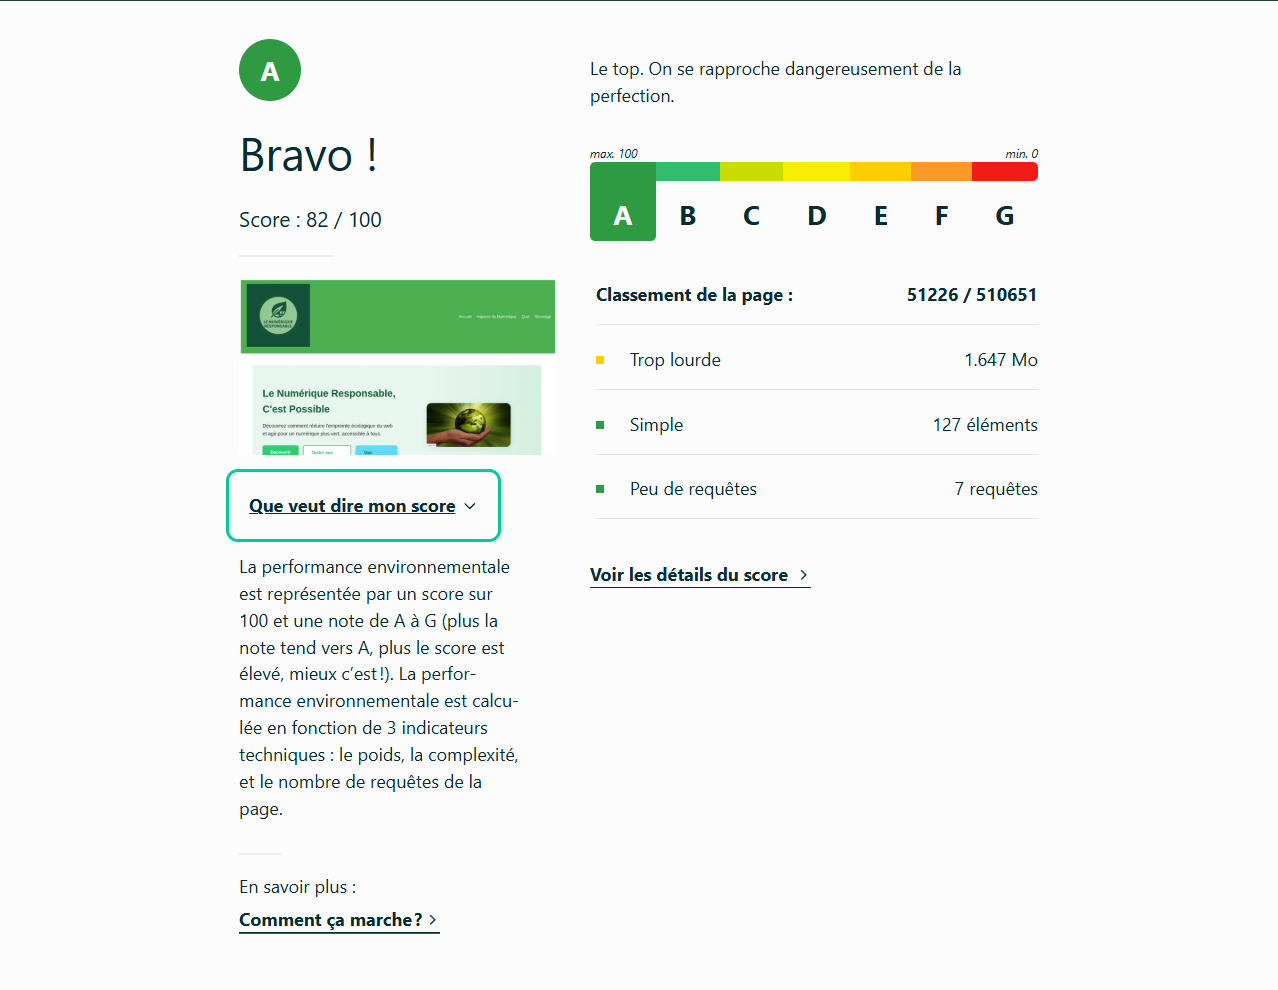 A
Bravo !
Score : 82 / 100
LE NUMÉRIQUE
RESPONSABLE
Accueil Impacts du Numérique Quiz Stockage
Le Numérique Responsable,
C'est Possible
Découvrez comment réduire l'empreinte écologique du web
et agir pour un numérique plus vert, accessible à tous.
Découvrir
Tester vos
Que veut dire mon score
La performance environnementale
est représentée par un score sur
100 et une note de A à G (plus la
note tend vers A, plus le score est
élevé, mieux c’est !). La perfor-
mance environnementale est calcu-
lée en fonction de 3 indicateurs
techniques : le poids, la complexité,
et le nombre de requêtes de la
page.
En savoir plus :
Comment ça marche ?
Le top. On se rapproche dangereusement de la
perfection.
max. 100 min. 0
A B C D E F G
Classement de la page : 51226 / 510651
Trop lourde 1.647 Mo
Simple 127 éléments
Peu de requêtes 7 requêtes
Voir les détails du score